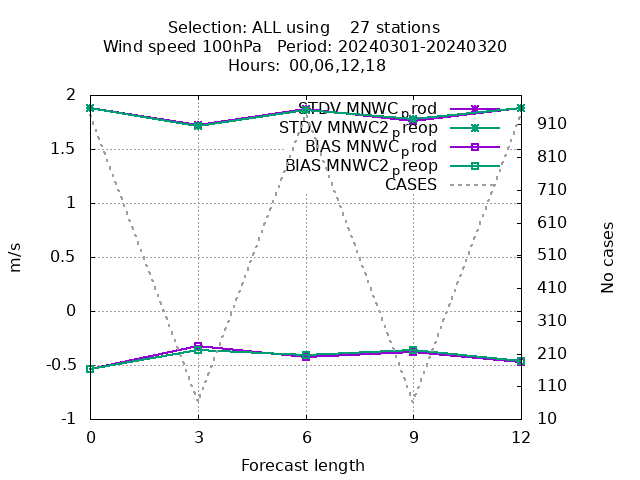 Selection: ALL using    27 stations
Wind speed 100hPa   Period: 20240301-20240320
Hours: 00,06,12,18
STDV MNWC_prod
STDV MNWC2_preop
BIAS MNWC_prod
BIAS MNWC2_preop
CASES
2
1.5
1
0.5
0
-0.5
-1
m/s
910
810
710
610
510
410
310
210
110
10
No cases
0 3 6 9 12
Forecast length